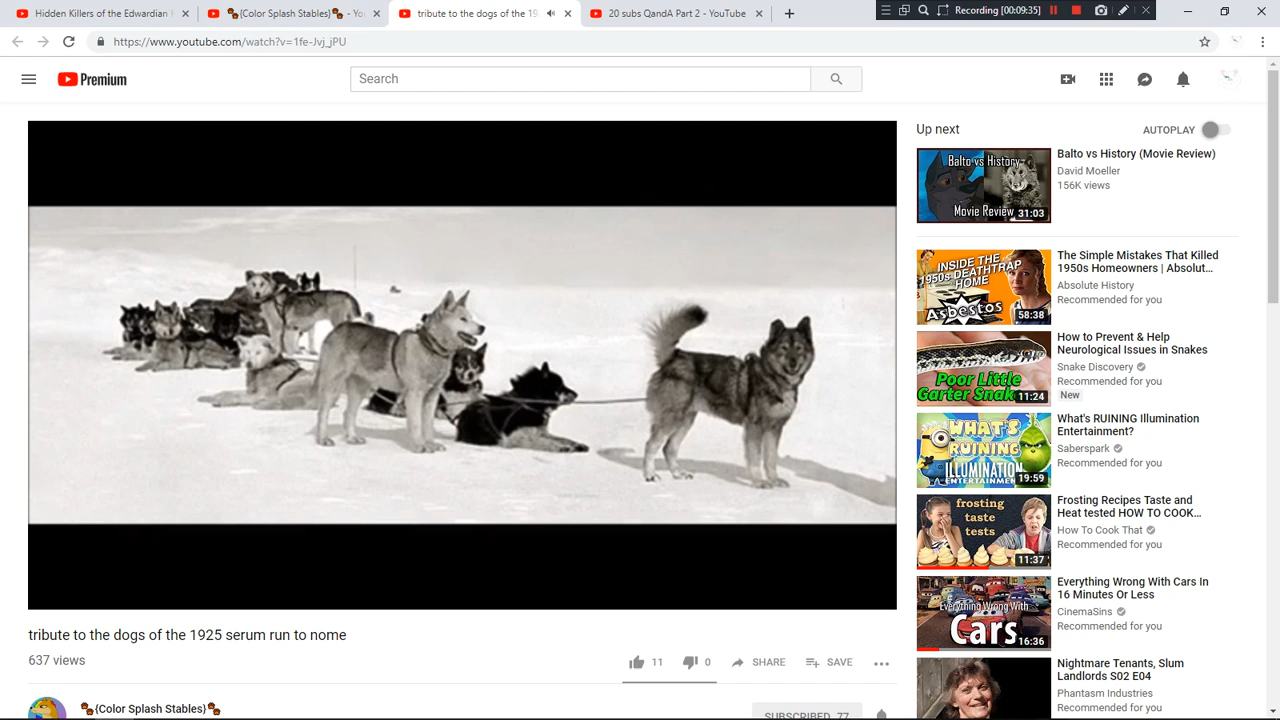 Hidden Killers of the Edwardian
{Color Splash Stables} -
tribute to the dogs of the 19
2018 the QandA Part 2 - YouTube
Recording [00:09:35]
https://www.youtube.com/watch?v=1fe-Jvj_jPU
Premium
Search
Up next
AUTOPLAY
Balto vs History
Movie Review
31:03
Balto vs History (Movie Review)
David Moeller
156K views
INSIDE THE
1950s DEATHTRAP
HOME
Asbestos
58:38
The Simple Mistakes That Killed
1950s Homeowners | Absolut...
Absolute History
Recommended for you
Poor Little
Garter Snak
11:24
How to Prevent & Help
Neurological Issues in Snakes
Snake Discovery
Recommended for you
New
WHAT'S
RUINING
ILLUMINATION
ENTERTAINMENT
19:59
What's RUINING Illumination
Entertainment?
Saberspark
Recommended for you
frosting
taste
tests
11:37
Frosting Recipes Taste and
Heat tested HOW TO COOK...
How To Cook That
Recommended for you
Everything Wrong With
Cars
16:36
Everything Wrong With Cars In
16 Minutes Or Less
CinemaSins
Recommended for you
Nightmare Tenants, Slum
Landlords S02 E04
Phantasm Industries
Recommended for you
tribute to the dogs of the 1925 serum run to nome
637 views
11
0
SHARE
SAVE
{Color Splash Stables}
SUBSCRIBED 77